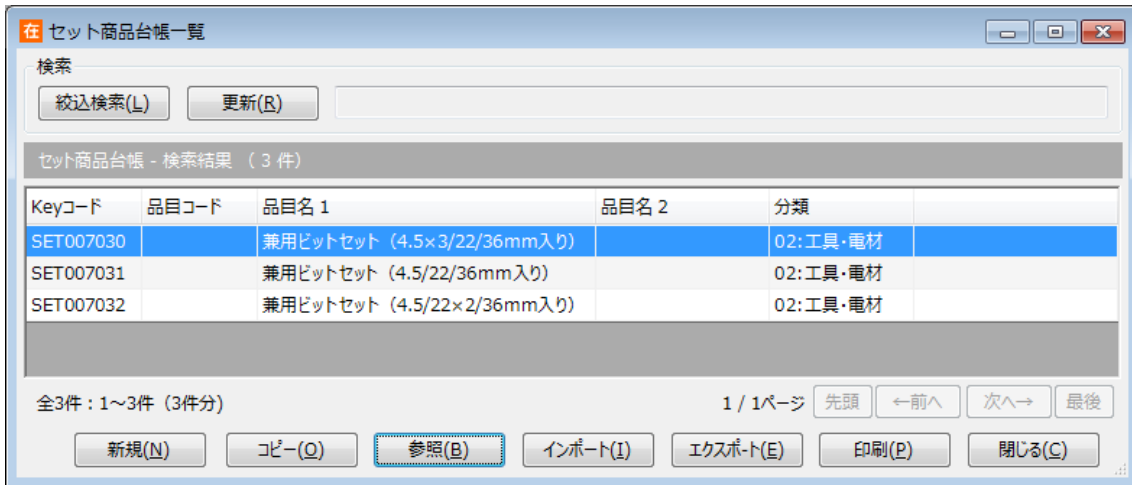 在 セット商品台帳一覧
検索
絞込検索(L) 更新(R)
セット商品台帳 - 検索結果 （ 3 件）
Keyコード 品目コード 品目名 1 品目名 2 分類
SET007030 兼用ビットセット（4.5×3/22/36mm入り） 02:工具・電材
SET007031 兼用ビットセット（4.5/22/36mm入り） 02:工具・電材
SET007032 兼用ビットセット（4.5/22×2/36mm入り） 02:工具・電材
全3件：1～3件（3件分） 1 / 1ページ 先頭 ←前へ 次へ→ 最後
新規(N) コピー(O) 参照(B) インポート(I) エクスポート(E) 印刷(P) 閉じる(C)